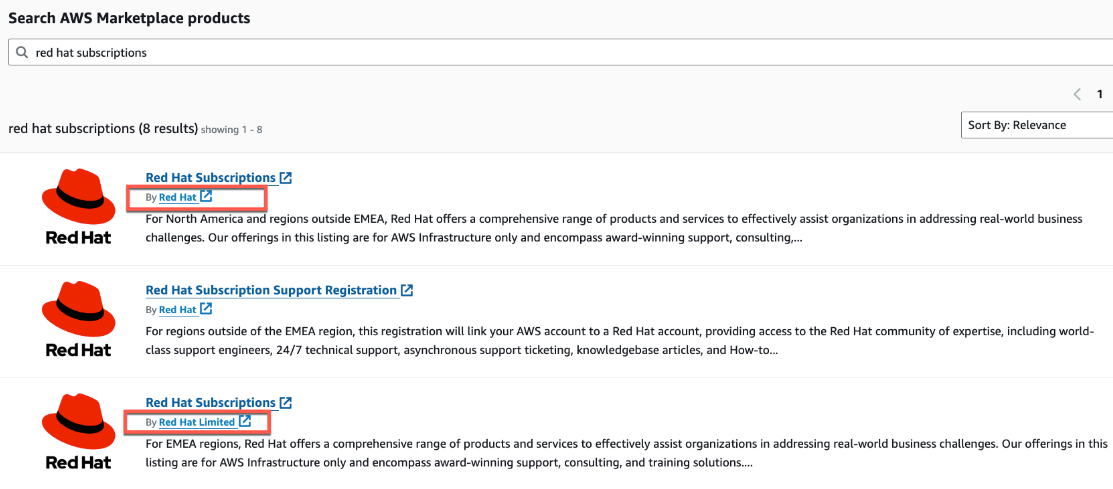 Search AWS Marketplace products
red hat subscriptions
1
red hat subscriptions (8 results) showing 1 - 8
Sort By: Relevance
Red Hat Subscriptions
By Red Hat
For North America and regions outside EMEA, Red Hat offers a comprehensive range of products and services to effectively assist organizations in addressing real-world business
challenges. Our offerings in this listing are for AWS Infrastructure only and encompass award-winning support, consulting,...
Red Hat
Red Hat Subscription Support Registration
By Red Hat
For regions outside of the EMEA region, this registration will link your AWS account to a Red Hat account, providing access to the Red Hat community of expertise, including world-
class support engineers, 24/7 technical support, asynchronous support ticketing, knowledgebase articles, and How-to...
Red Hat
Red Hat Subscriptions
By Red Hat Limited
For EMEA regions, Red Hat offers a comprehensive range of products and services to effectively assist organizations in addressing real-world business challenges. Our offerings in this
listing are for AWS Infrastructure only and encompass award-winning support, consulting, and training solutions....
Red Hat